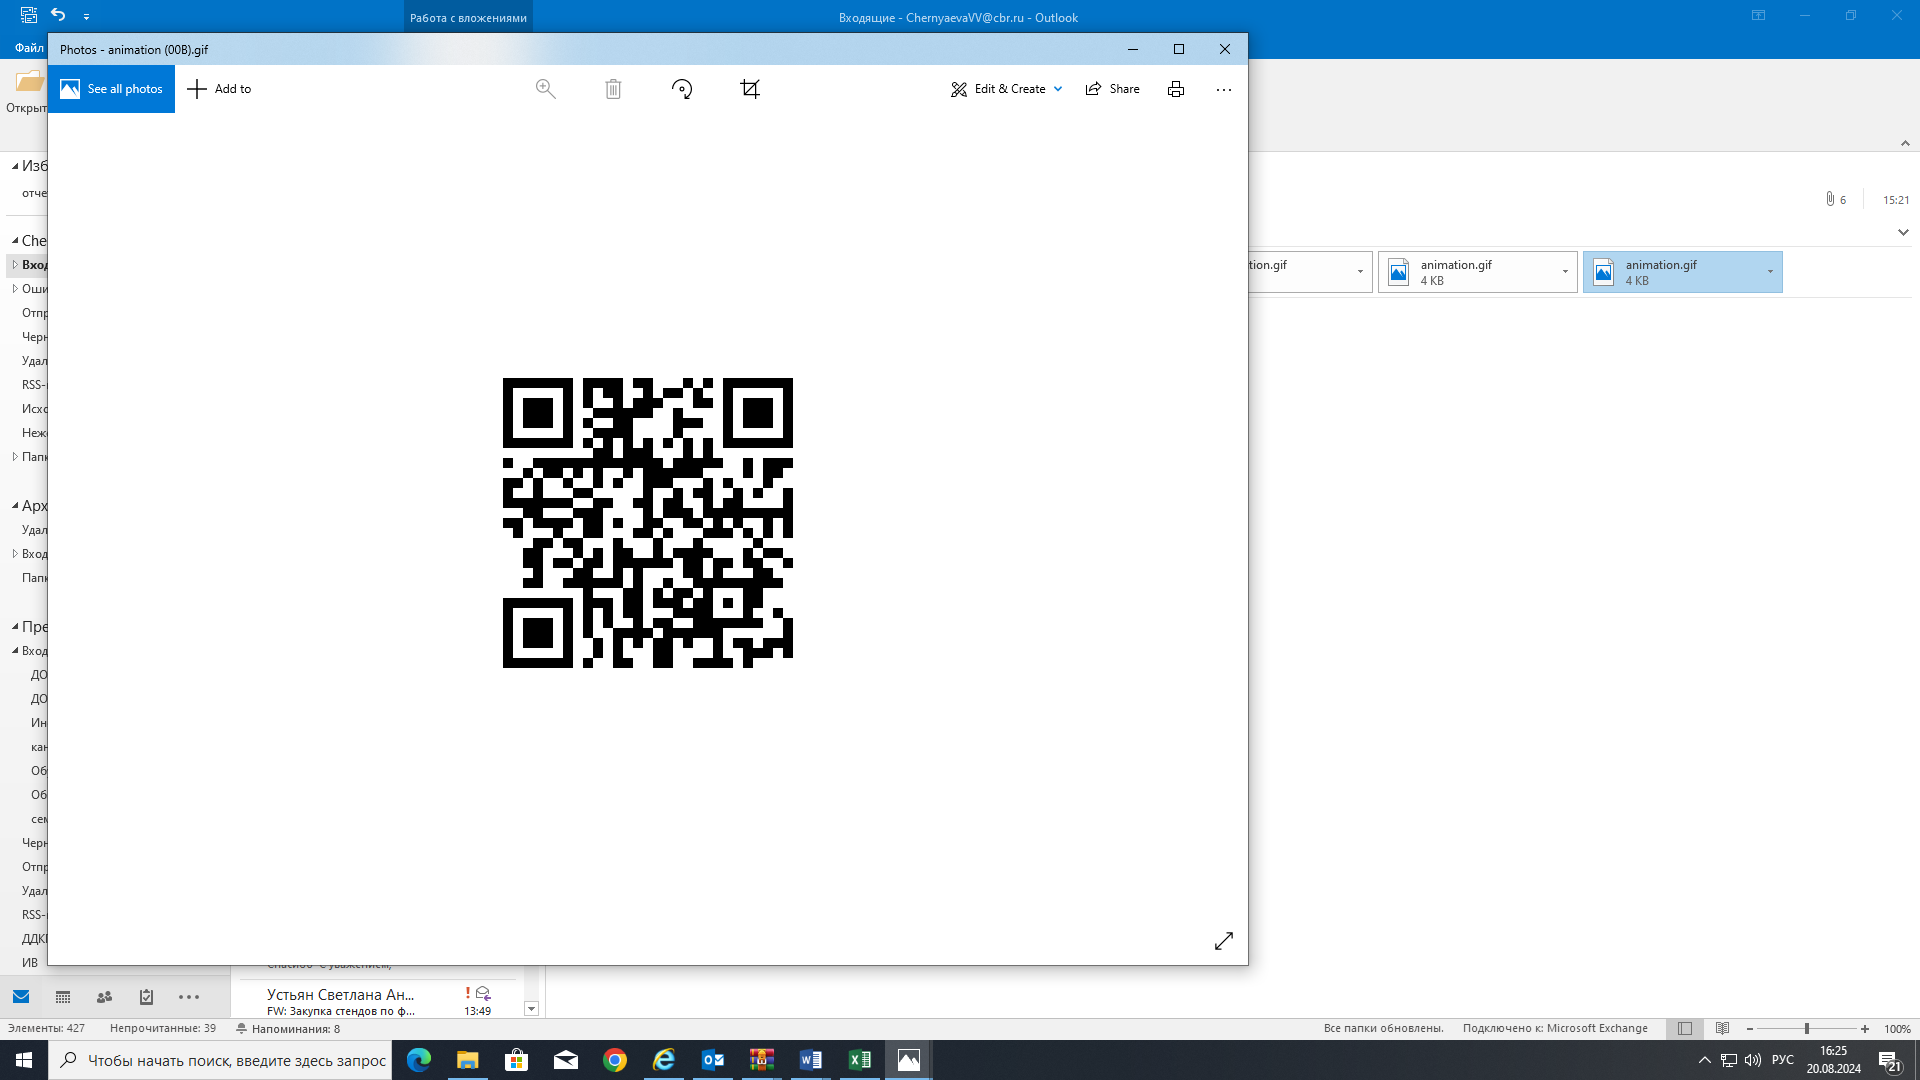 Работа с вложениями
Входящие - ChernyaevaVV@cbr.ru - Outlook
Файл
Photos - animation (00B).gif
See all photos
Add to
Edit & Create
Share
Открыт
Изб
отче
Che
Вход
Оши
Отпр
Черн
Удал
RSS-
Исхо
Неже
Папк
Арх
Удал
Вход
Папк
Пре
Вход
ДО
ДО
Ин
кан
Об
Об
сем
Черн
Отпр
Удал
RSS-
ДДК
ИВ
6
15:21
tion.gif
animation.gif
4 KB
animation.gif
4 KB
Устьян Светлана Ан...
FW: Закупка стендов по ф...
13:49
Элементы: 427
Непрочитанные: 39
Напоминания: 8
Все папки обновлены.
Подключено к: Microsoft Exchange
100%
Чтобы начать поиск, введите здесь запрос
РУС
16:25
20.08.2024
21